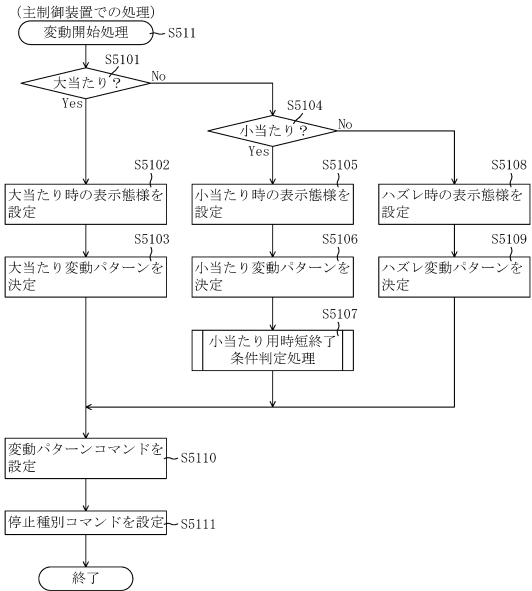 (主制御装置での処理)
変動開始処理
S511
S5101
大当たり?
No
Yes
S5104
小当たり?
No
Yes
S5102
大当たり時の表示態様を
設定
S5105
小当たり時の表示態様を
設定
S5108
ハズレ時の表示態様を
設定
S5103
大当たり変動パターンを
決定
S5106
小当たり変動パターンを
決定
S5109
ハズレ変動パターンを
決定
S5107
小当たり用時短終了
条件判定処理
変動パターンコマンドを
設定
S5110
停止種別コマンドを設定
S5111
終了